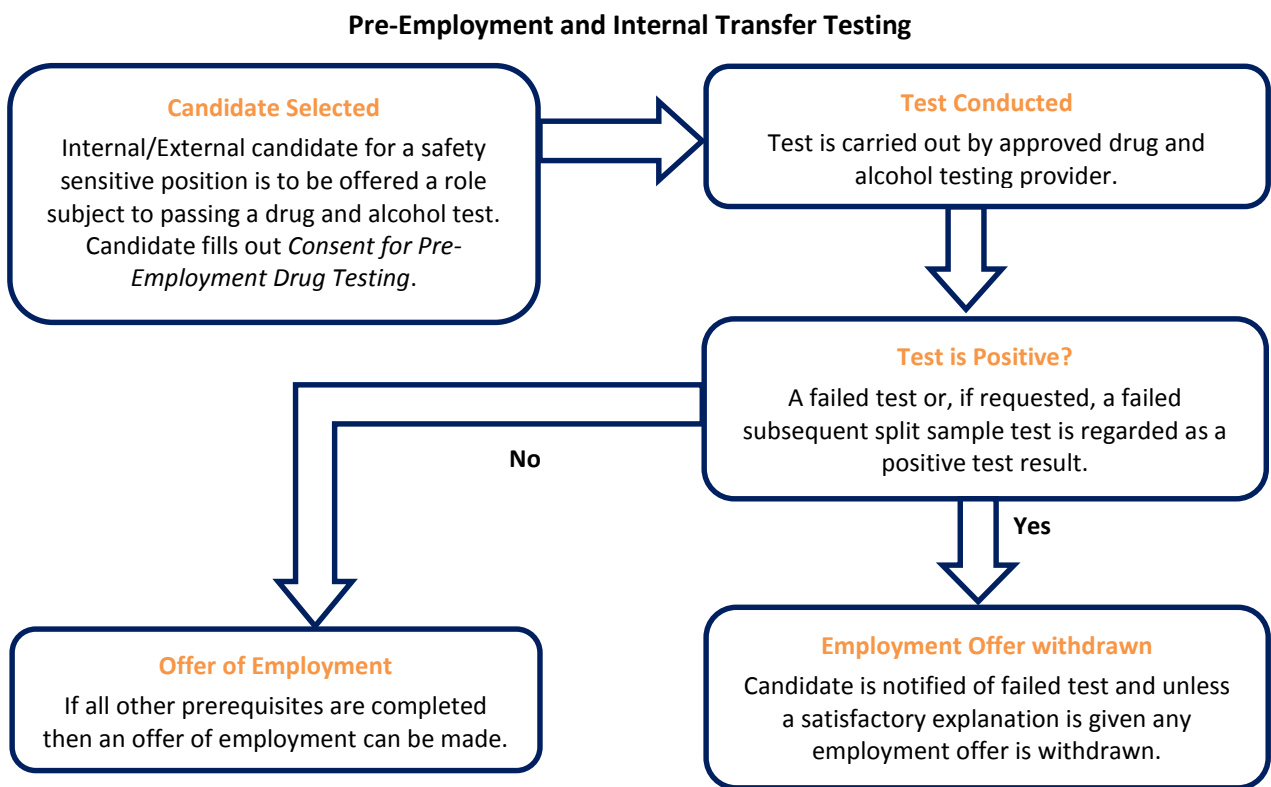 Pre-Employment and Internal Transfer Testing
Candidate Selected
Internal/External candidate for a safety
sensitive position is to be offered a role
subject to passing a drug and alcohol test.
Candidate fills out Consent for Pre-
Employment Drug Testing.
Test Conducted
Test is carried out by approved drug and
alcohol testing provider.
Test is Positive?
A failed test or, if requested, a failed
subsequent split sample test is regarded as a
positive test result.
No
Yes
Offer of Employment
If all other prerequisites are completed
then an offer of employment can be made.
Employment Offer withdrawn
Candidate is notified of failed test and unless
a satisfactory explanation is given any
employment offer is withdrawn.